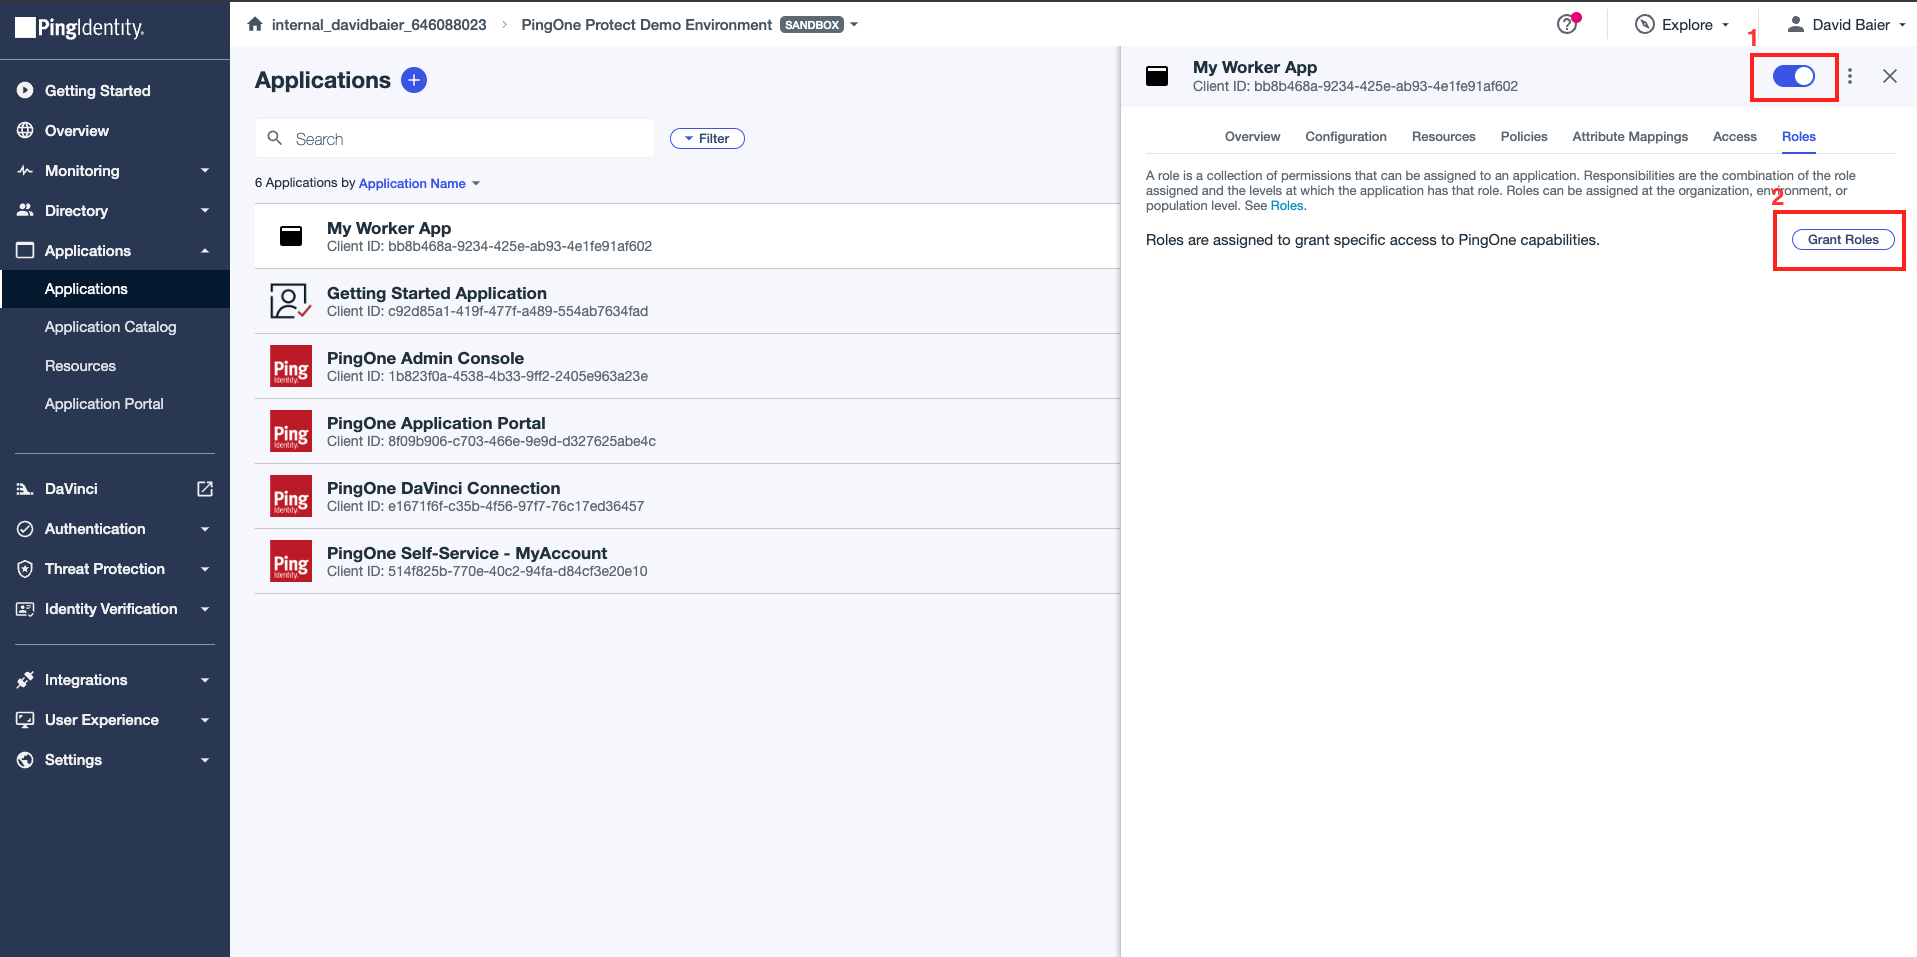 PingIdentity.
internal_davidbaier_646088023 > PingOne Protect Demo Environment SANDBOX
Explore
David Baier
Getting Started
Overview
Monitoring
Directory
Applications
Applications
Application Catalog
Resources
Application Portal
DaVinci
Authentication
Threat Protection
Identity Verification
Integrations
User Experience
Settings
Applications
Search
Filter
6 Applications by Application Name
My Worker App
Client ID: bb8b468a-9234-425e-ab93-4e1fe91af602
Getting Started Application
Client ID: c92d85a1-419f-477f-a489-554ab7634fad
Ping
Identity.
PingOne Admin Console
Client ID: 1b823f0a-4538-4b33-9ff2-2405e963a23e
Ping
Identity.
PingOne Application Portal
Client ID: 8f09b906-c703-466e-9e9d-d327625abe4c
Ping
Identity.
PingOne DaVinci Connection
Client ID: e1671f6f-c35b-4f56-97f7-76c17ed36457
Ping
Identity.
PingOne Self-Service - MyAccount
Client ID: 514f825b-770e-40c2-94fa-d84cf3e20e10
1
My Worker App
Client ID: bb8b468a-9234-425e-ab93-4e1fe91af602
Overview Configuration Resources Policies Attribute Mappings Access Roles
A role is a collection of permissions that can be assigned to an application. Responsibilities are the combination of the role
assigned and the levels at which the application has that role. Roles can be assigned at the organization, environment, or
population level. See Roles.
2
Roles are assigned to grant specific access to PingOne capabilities.
Grant Roles